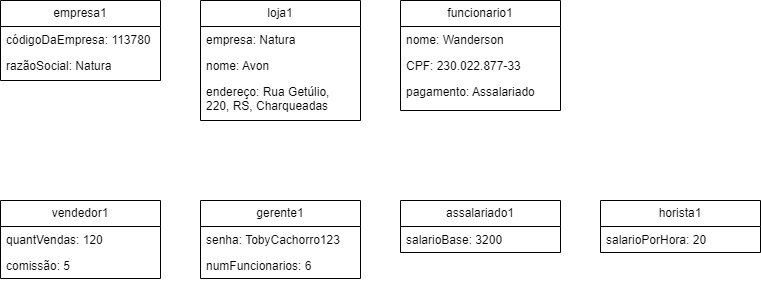 empresa1
códigoDaEmpresa: 113780
razãoSocial: Natura
loja1
empresa: Natura
nome: Avon
endereço: Rua Getúlio,
220, RS, Charqueadas
funcionario1
nome: Wanderson
CPF: 230.022.877-33
pagamento: Assalariado
vendedor1
quantVendas: 120
comissão: 5
gerente1
senha: TobyCachorro123
numFuncionarios: 6
assalariado1
salarioBase: 3200
horista1
salarioPorHora: 20